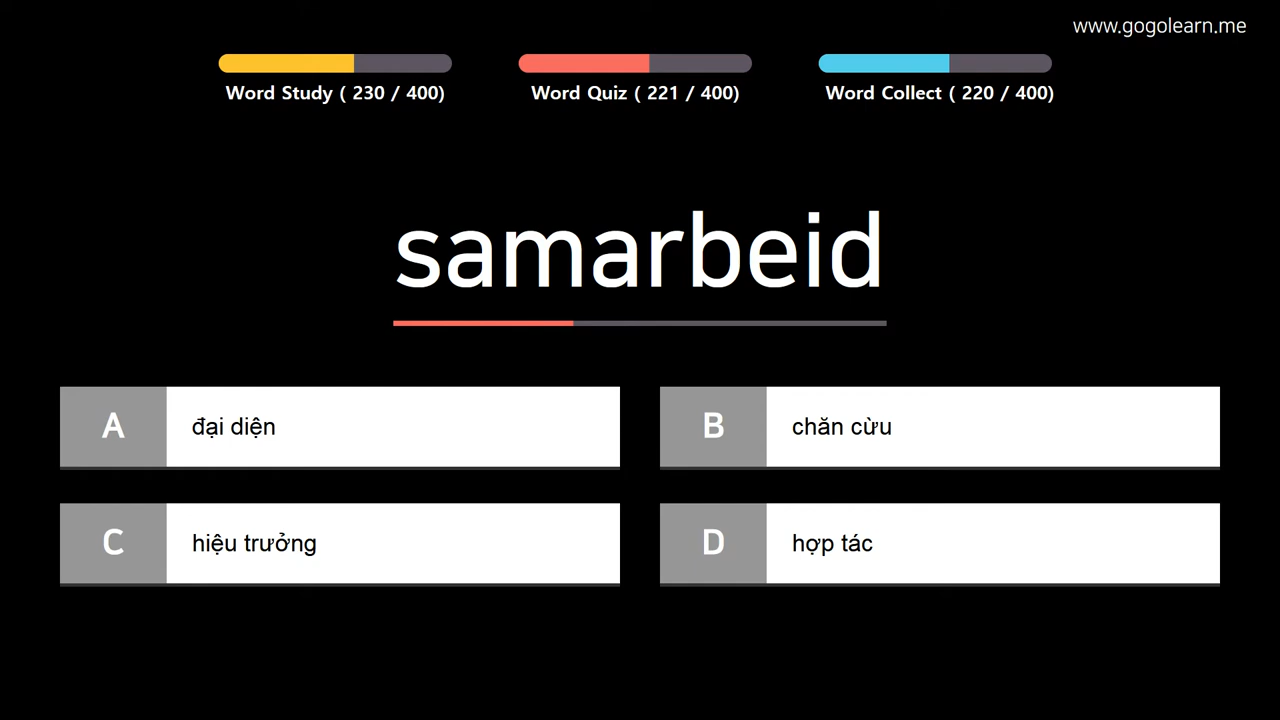 www.gogolearn.me
Word Study ( 230 / 400)
Word Quiz ( 221 / 400)
Word Collect ( 220 / 400)
samarbeid
A đại diện
B chăn cừu
C hiệu trưởng
D hợp tác